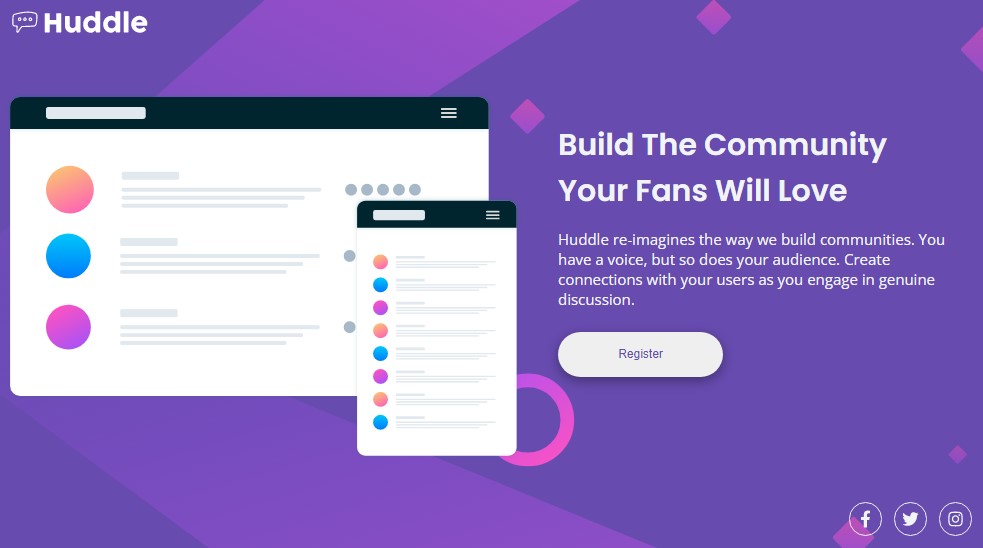 Huddle
Build The Community
Your Fans Will Love
Huddle re-imagines the way we build communities. You
have a voice, but so does your audience. Create
connections with your users as you engage in genuine
discussion.
Register